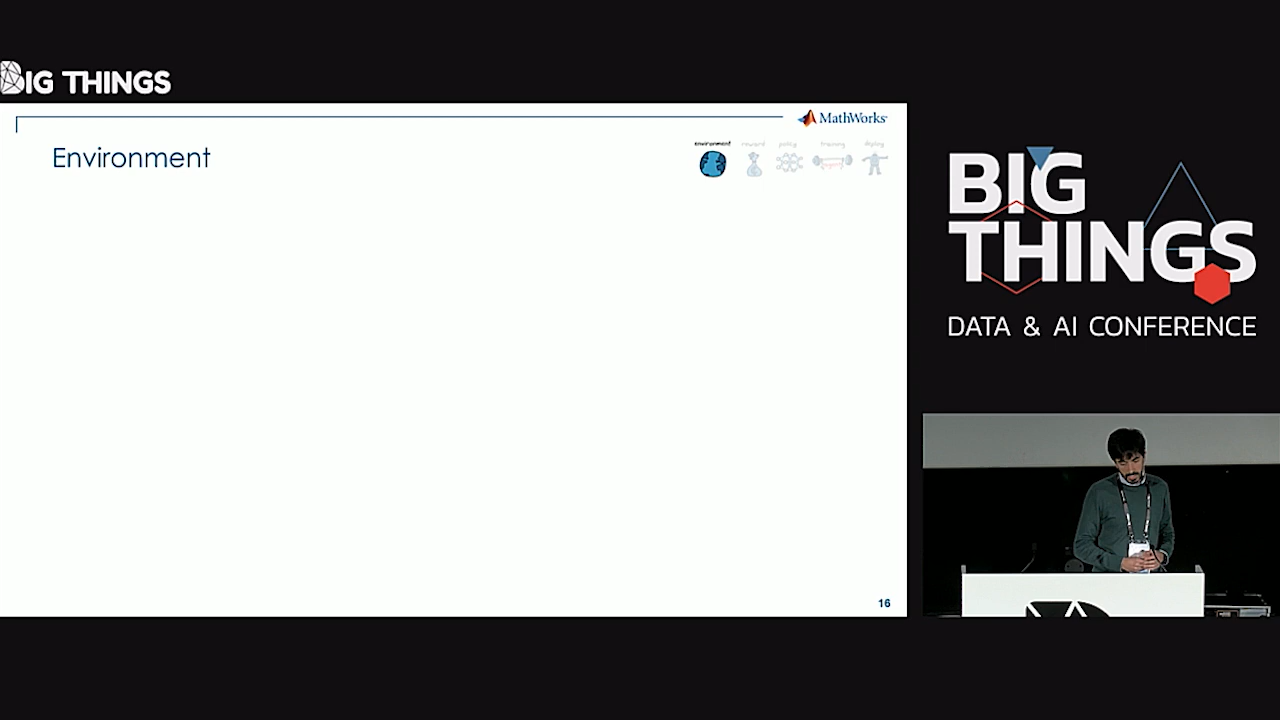 BIG THINGS
MathWorks
Environment
environment reward policy training deploy
16
BIG
THINGS
DATA & AI CONFERENCE